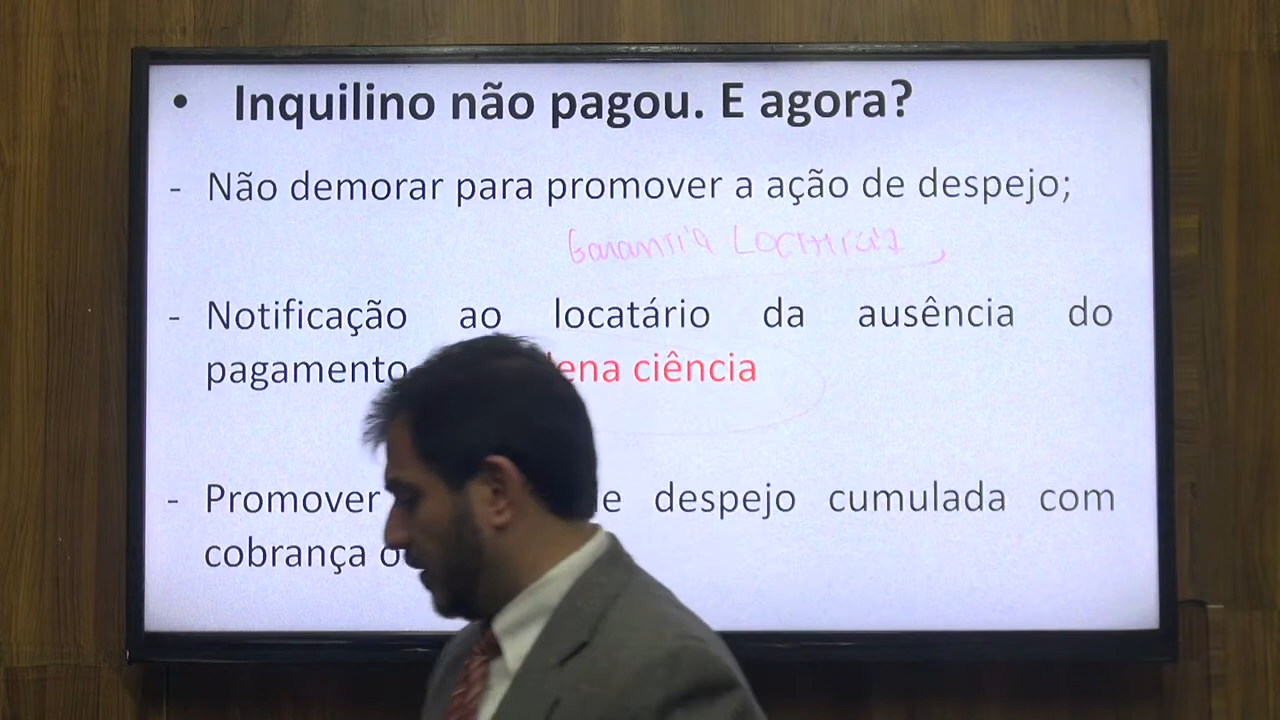 • Inquilino não pagou. E agora?
- Não demorar para promover a ação de despejo;
Garantia Locatícia,
- Notificação ao locatário da ausência do
pagamento ena ciência
- Promover e despejo cumulada com
cobrança o